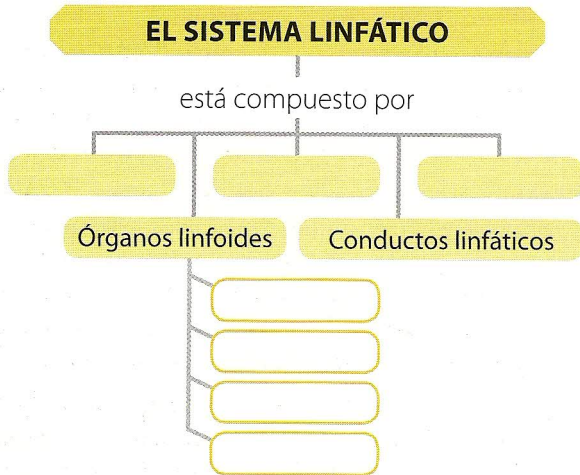 EL SISTEMA LINFÁTICO
está compuesto por
Órganos linfoides
Conductos linfáticos